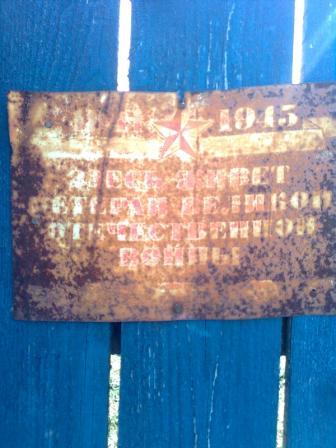 1945
ЗДЕСЬ ЖИВЕТ
ВЕТЕРАН ВЕЛИКОЙ
ОТЕЧЕСТВЕННОЙ
ВОЙНЫ